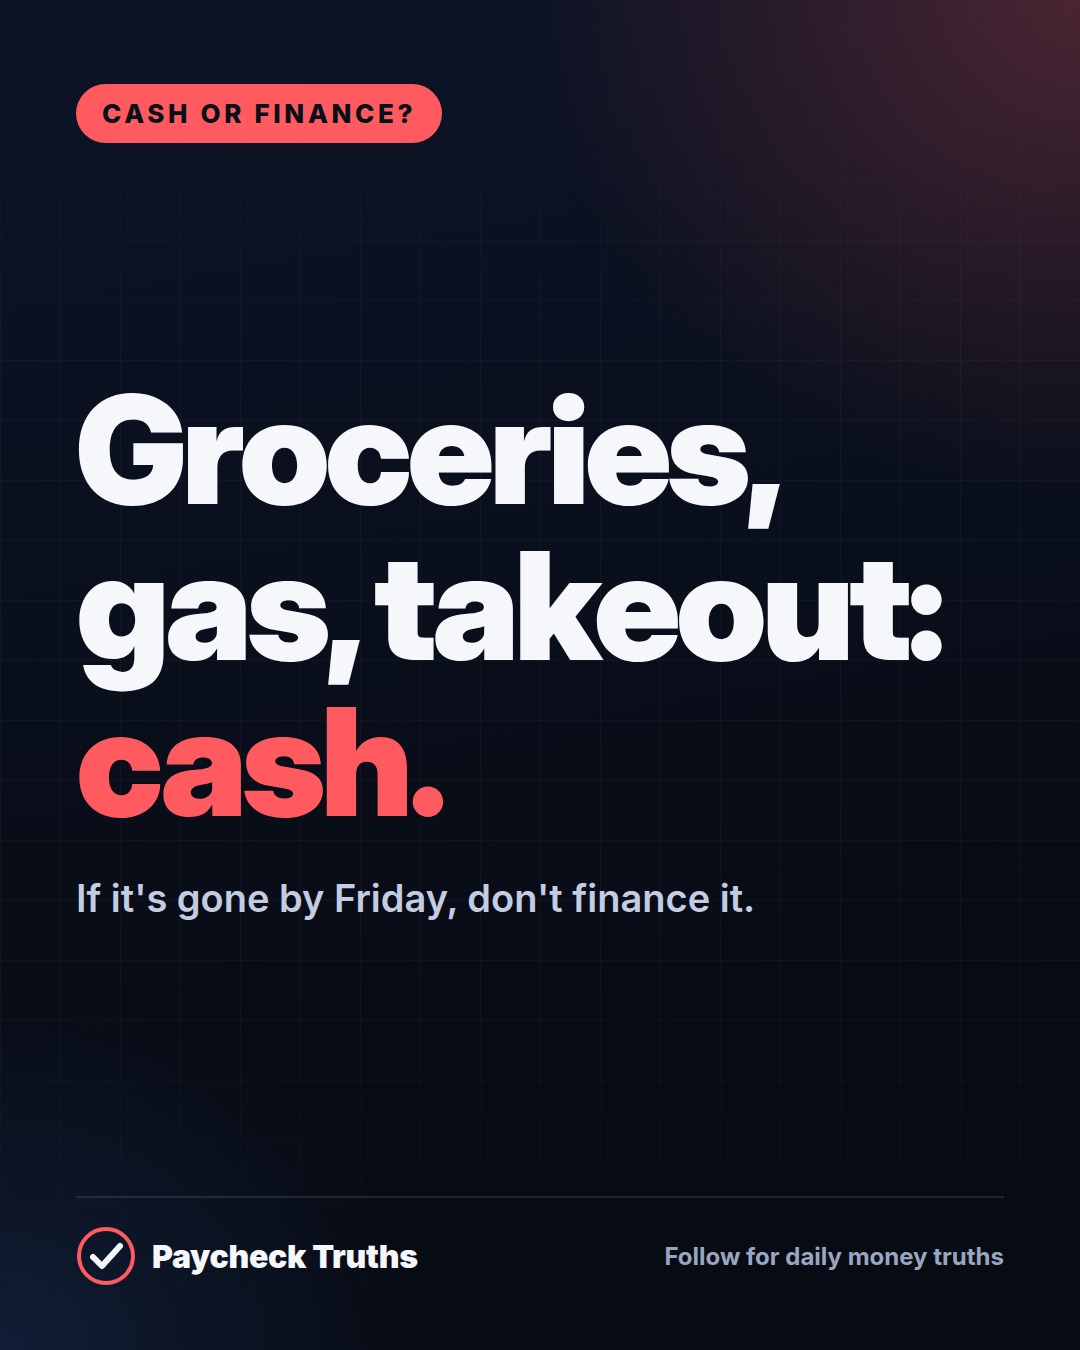 CASH OR FINANCE?
Groceries,
gas, takeout:
cash.
If it's gone by Friday, don't finance it.
Paycheck Truths
Follow for daily money truths